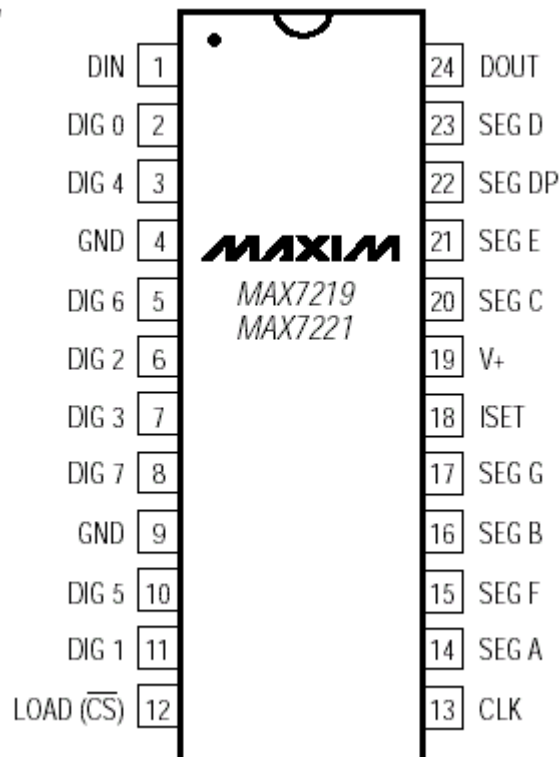 DIN 1 24 DOUT
DIG 0 2 23 SEG D
DIG 4 3 22 SEG DP
GND 4 MAXIM 21 SEG E
DIG 6 5 MAX7219 20 SEG C
MAX7221
DIG 2 6 19 V+
DIG 3 7 18 ISET
DIG 7 8 17 SEG G
GND 9 16 SEG B
DIG 5 10 15 SEG F
DIG 1 11 14 SEG A
LOAD (C̅S̅) 12 13 CLK